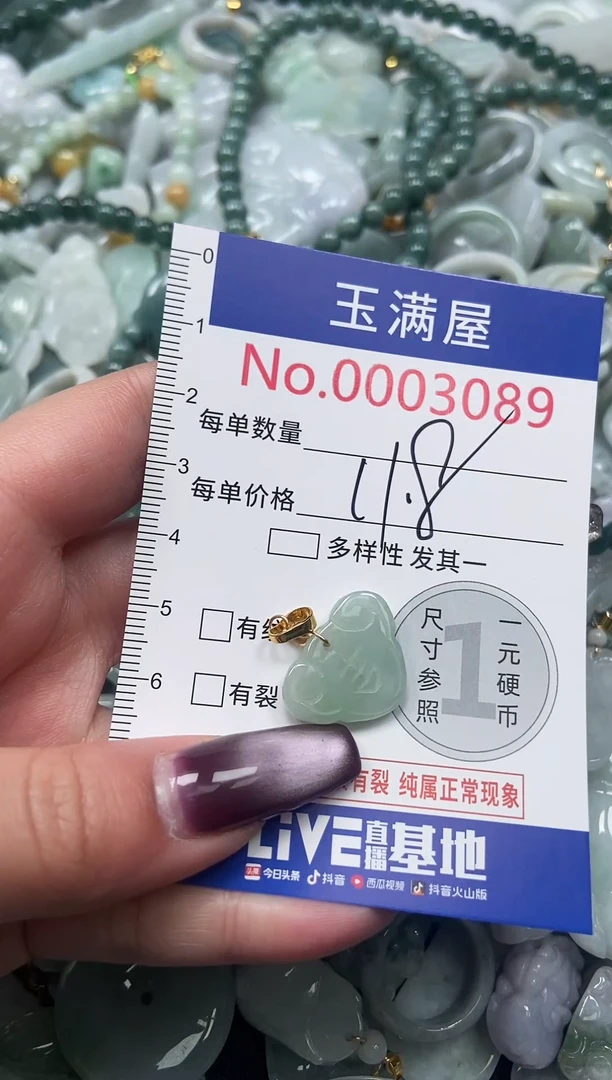 0
1
2
3
4
5
6
玉满屋
No.0003089
每单数量
每单价格
多样性 发其一
有
有裂
尺寸参照
1
一元硬币
有裂 纯属正常现象
LiVE直播基地
头条 今日头条 抖音 西瓜视频 抖音火山版